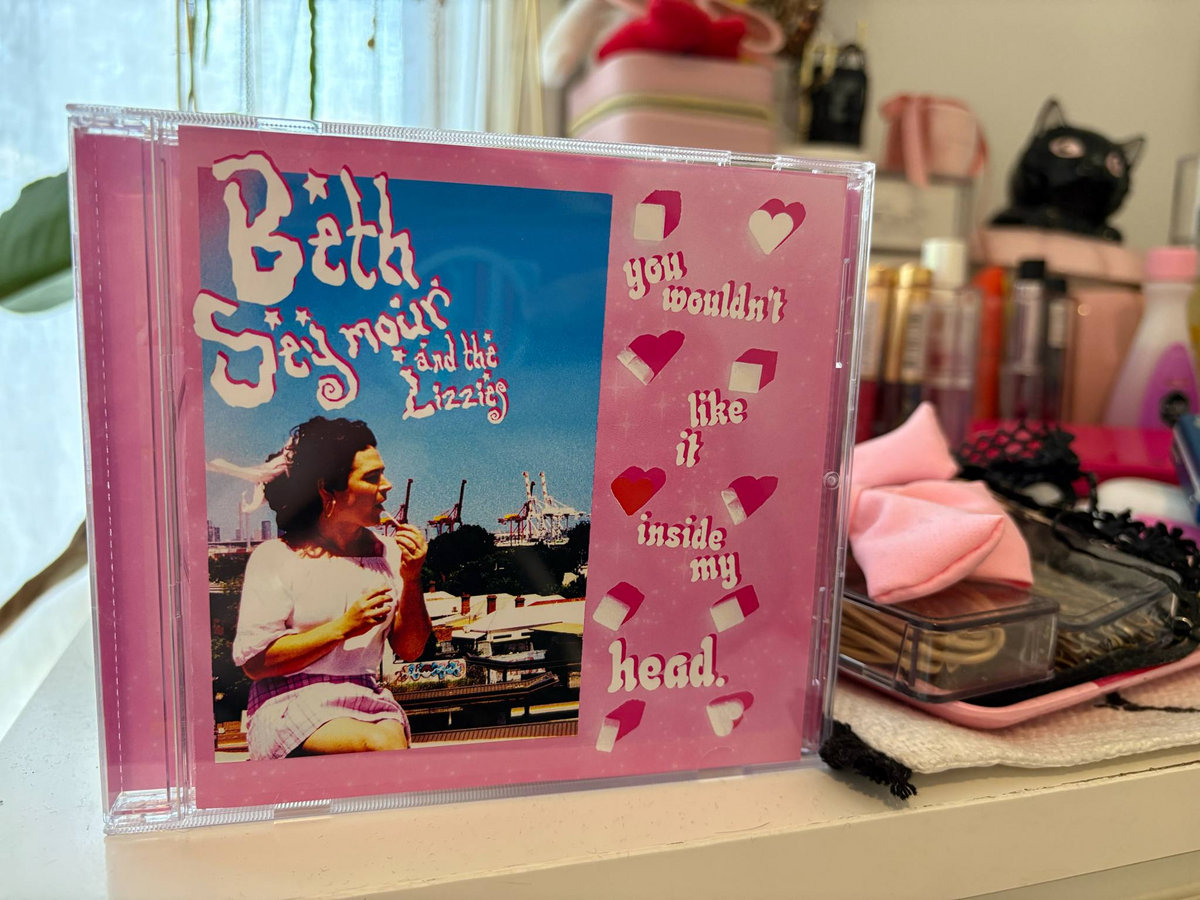 Beth
Seymour
and the
Lizzies
you
wouldn't
like
it
inside
my
head.